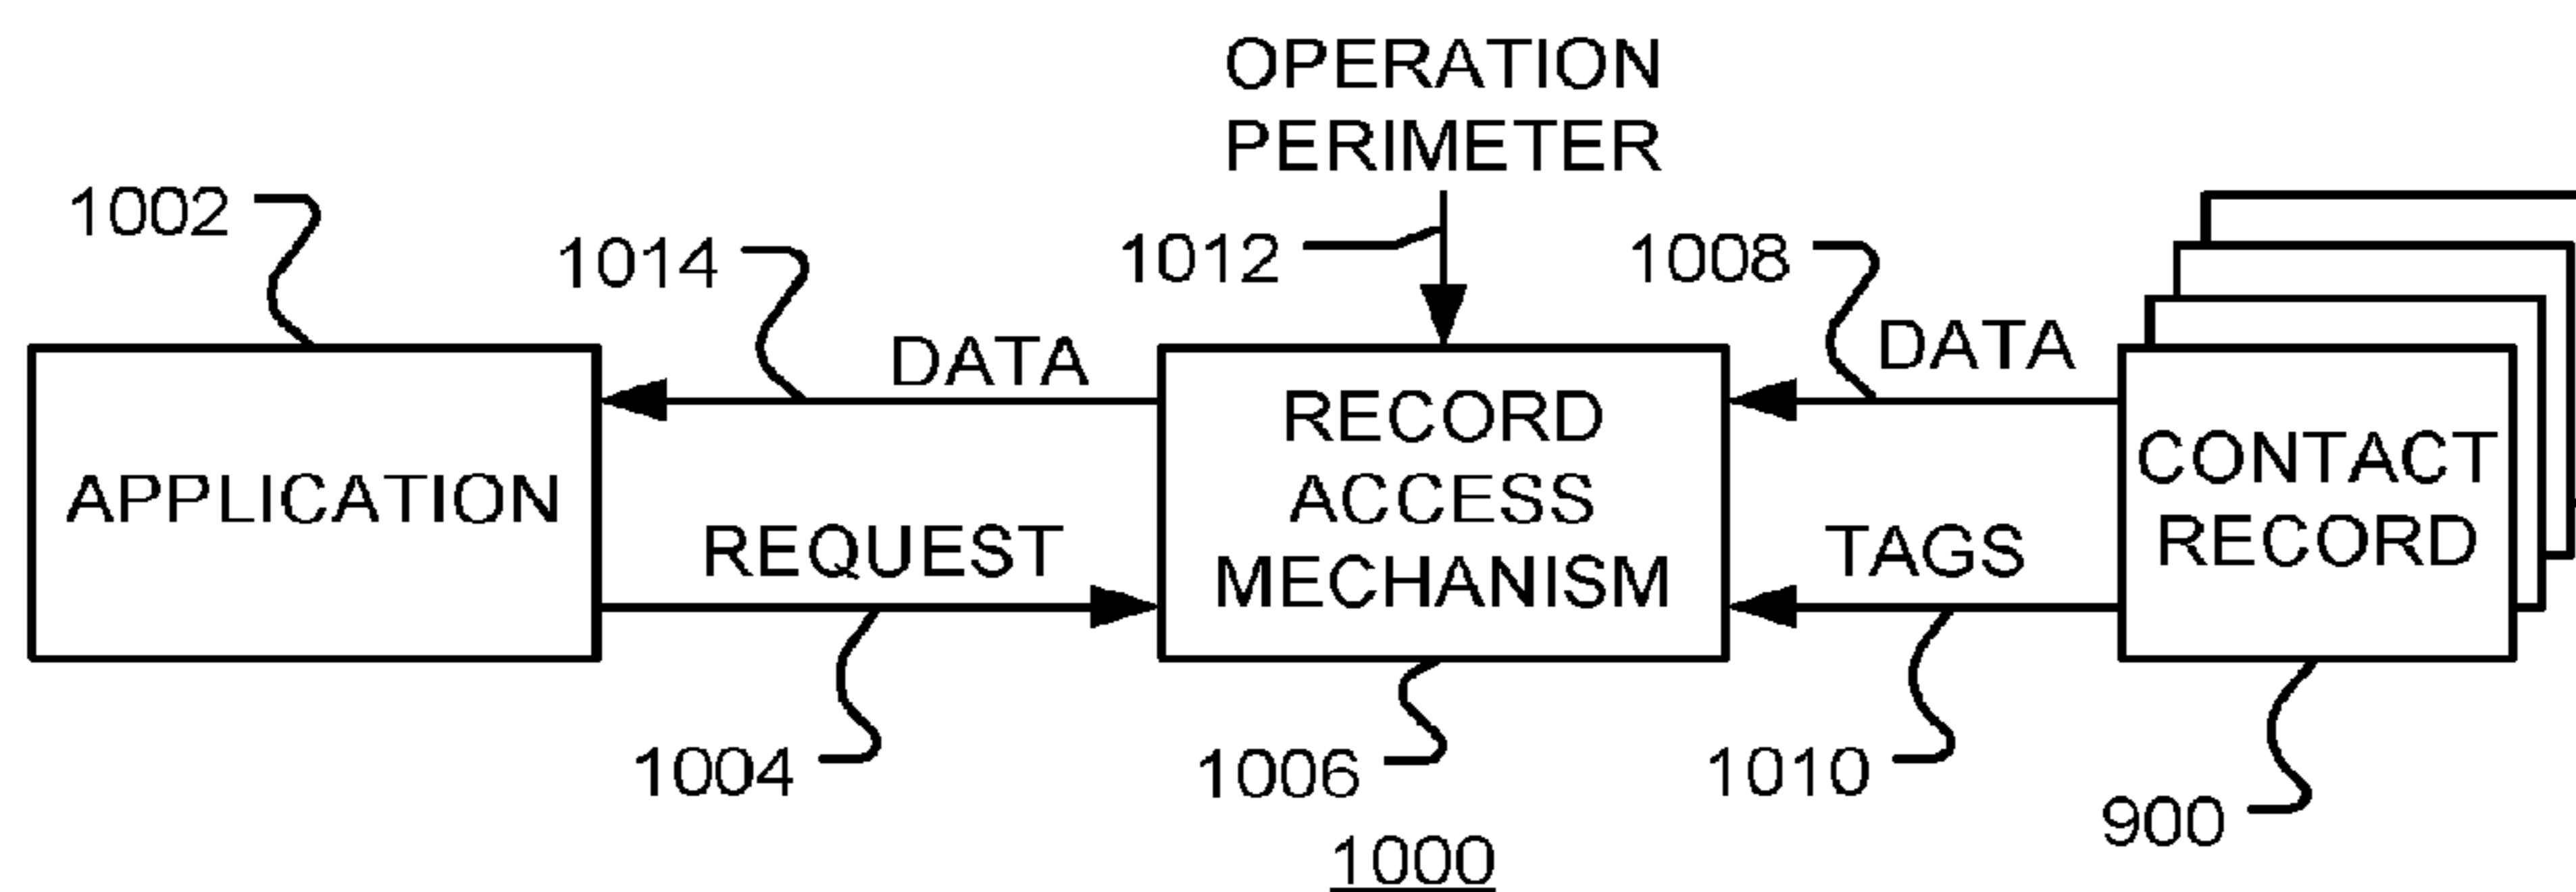 OPERATION
PERIMETER
1002
1014
1012
1008
DATA
DATA
APPLICATION
RECORD
ACCESS
MECHANISM
CONTACT
RECORD
REQUEST
TAGS
1004
1006
1010
900
1000